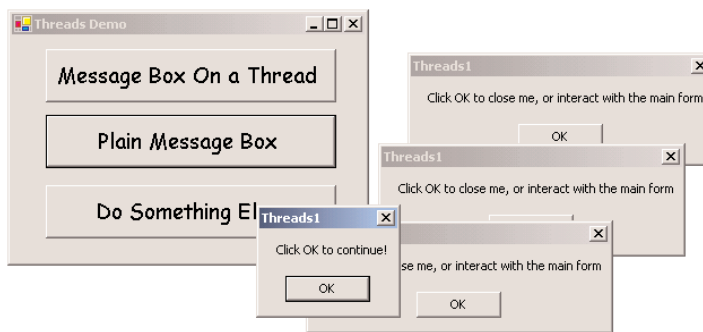 Threads Demo
Message Box On a Thread
Plain Message Box
Do Something El
Threads1
Click OK to close me, or interact with the main form
OK
Threads1
Click OK to close me, or interact with the main form
Threads1
Click OK to continue!
OK
se me, or interact with the main form
OK